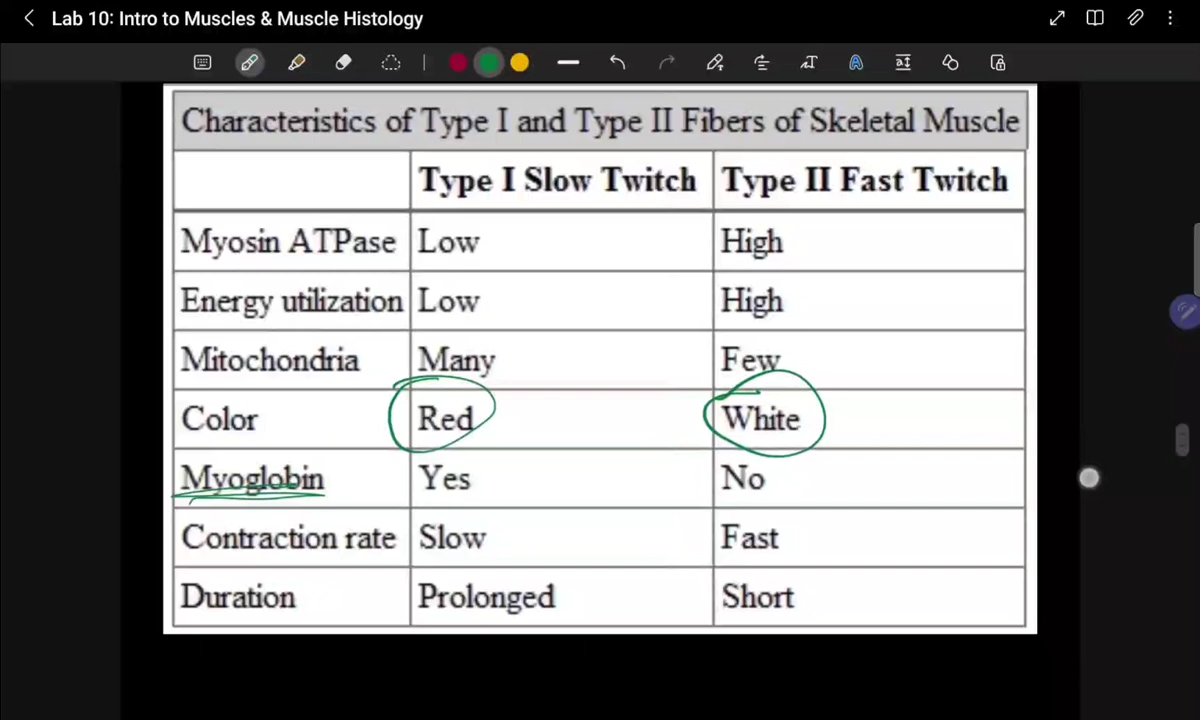 Lab 10: Intro to Muscles & Muscle Histology
Characteristics of Type I and Type II Fibers of Skeletal Muscle
Type I Slow Twitch Type II Fast Twitch
Myosin ATPase Low High
Energy utilization Low High
Mitochondria Many Few
Color Red White
Myoglobin Yes No
Contraction rate Slow Fast
Duration Prolonged Short